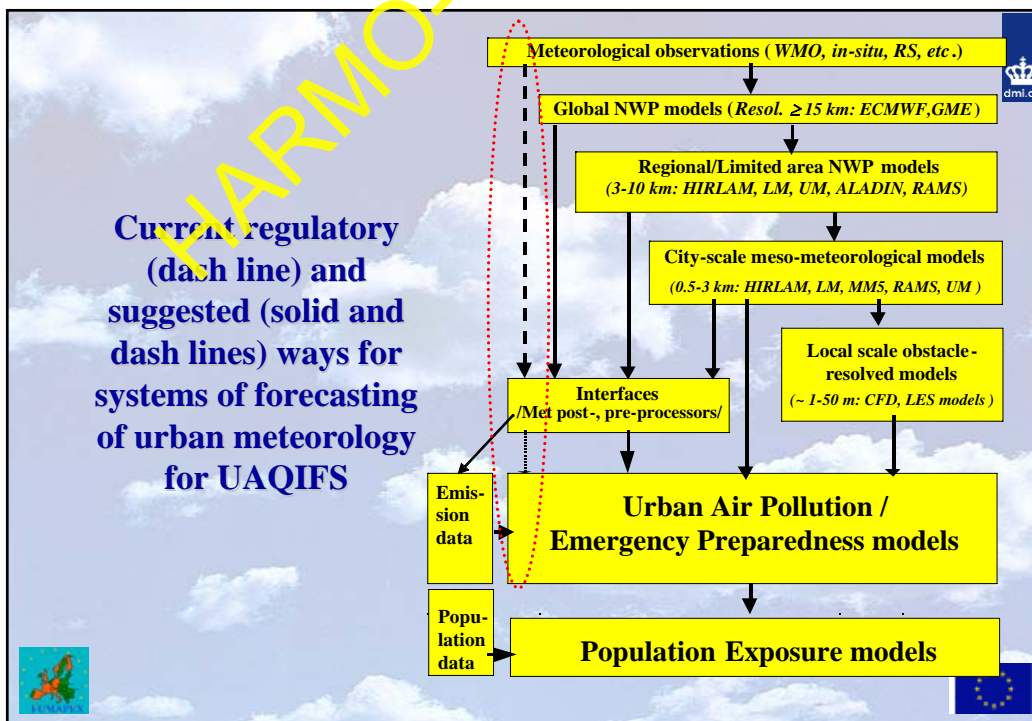 HARMO-
Meteorological observations (WMO, in-situ, RS, etc.)
dmi.d
Global NWP models (Resol. ≥ 15 km: ECMWF,GME)
Regional/Limited area NWP models
(3-10 km: HIRLAM, LM, UM, ALADIN, RAMS)
City-scale meso-meteorological models
(0.5-3 km: HIRLAM, LM, MM5, RAMS, UM )
Local scale obstacle-
resolved models
(~ 1-50 m: CFD, LES models )
Current regulatory
(dash line) and
suggested (solid and
dash lines) ways for
systems of forecasting
of urban meteorology
for UAQIFS
Interfaces
/Met post-, pre-processors/
Emis-
sion
data
Urban Air Pollution /
Emergency Preparedness models
Popu-
lation
data
Population Exposure models
FUMAPEX